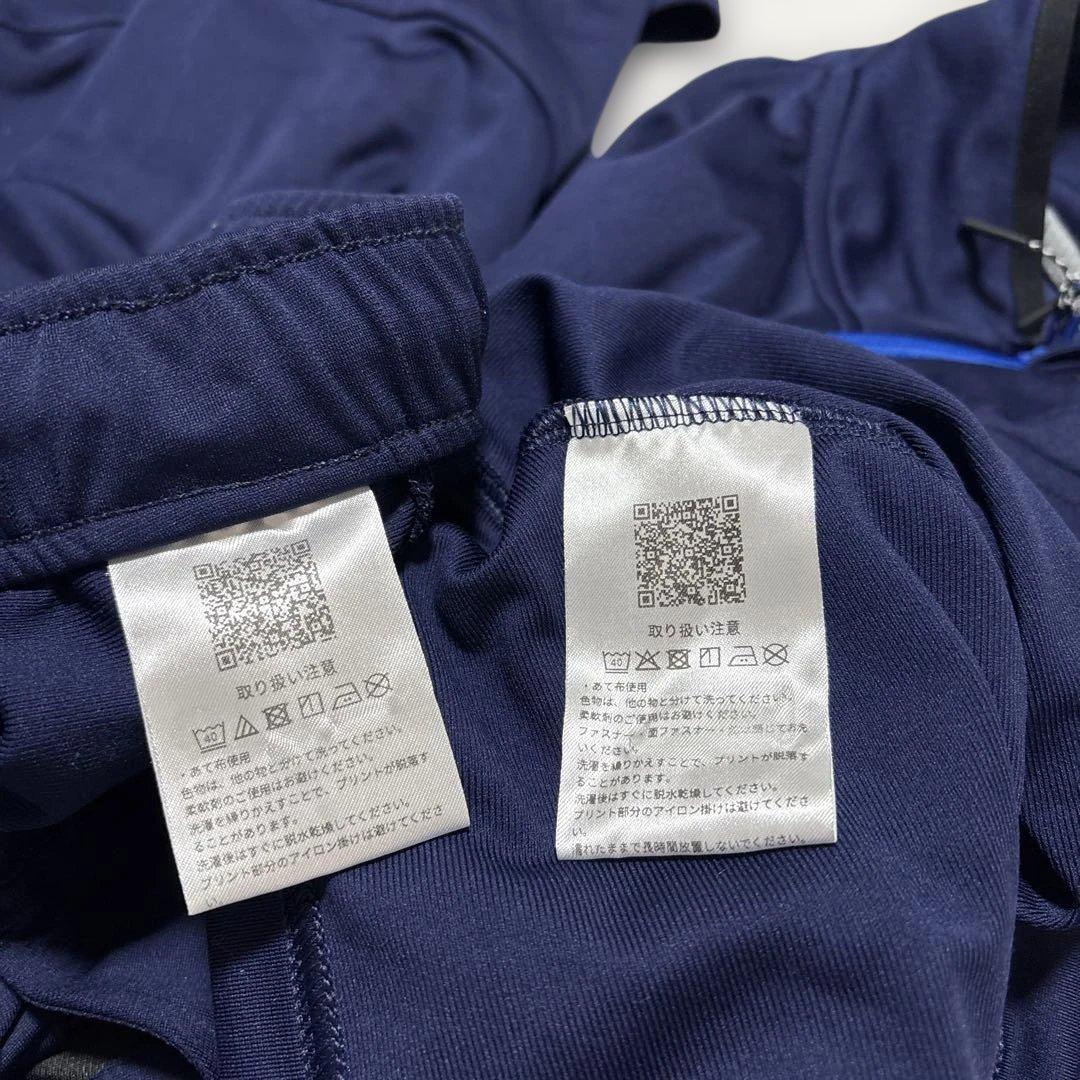 取り扱い注意
40
・あて布使用
色物は、他の物と分けて洗ってください。
柔軟剤のご使用はお避けください。
洗濯を繰りかえすことで、プリントが脱落す
ることがあります。
洗濯後はすぐに脱水乾燥してください。
プリント部分のアイロン掛けは避けてくださ
取り扱い注意
40
・あて布使用
色物は、他の物と分けて洗ってください。
柔軟剤のご使用はお避けください。
ファスナー・面ファスナー・
いください。
洗濯を繰りかえすことで、プリントが脱落す
ることがあります。
洗濯後はすぐに脱水乾燥してください。
プリント部分のアイロン掛けは避けてくださ
い。
濡れたままで長時間放置しないでください。